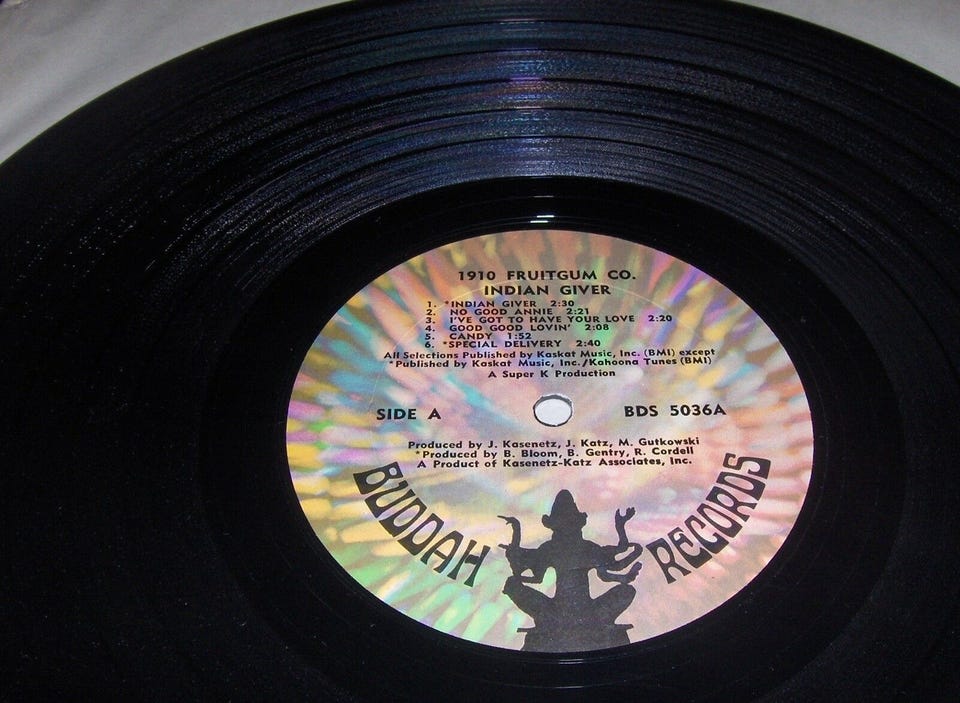 1910 FRUITGUM CO.
INDIAN GIVER
1. *INDIAN GIVER 2:30
2. NO GOOD ANNIE 2:21
3. I'VE GOT TO HAVE YOUR LOVE 2:20
4. GOOD GOOD LOVIN' 2:08
5. CANDY 1:52
6. *SPECIAL DELIVERY 2:40
All Selections Published by Kaskat Music, Inc. (BMI) except
*Published by Kaskat Music, Inc./Kahoona Tunes (BMI)
A Super K Production
SIDE A
BDS 5036A
Produced by J. Kasenetz, J. Katz, M. Gutkowski
*Produced by B. Bloom, B. Gentry, R. Cordell
A Product of Kasenetz-Katz Associates, Inc.
BUDDAH RECORDS